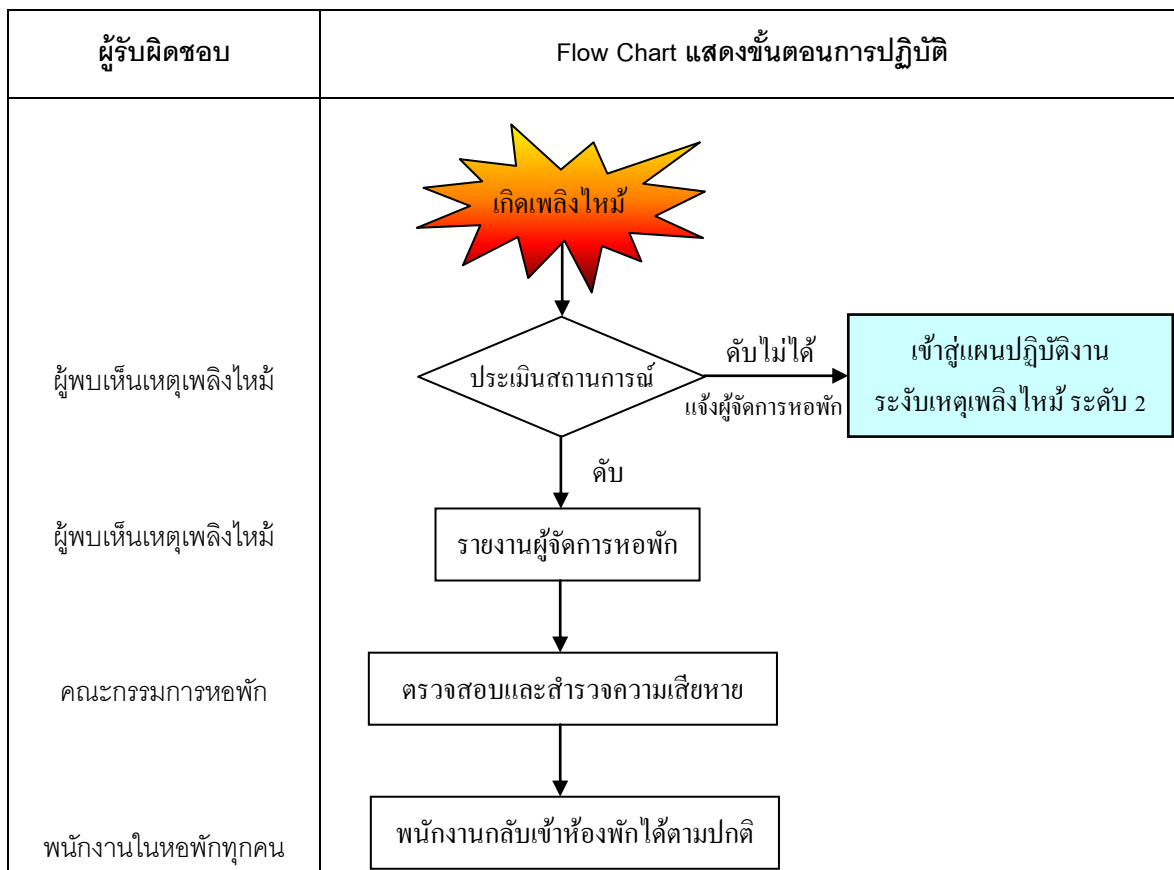 ผู้รับผิดชอบ
Flow Chart แสดงขั้นตอนการปฏิบัติ
เกิดเพลิงไหม้
ผู้พบเห็นเหตุเพลิงไหม้
ประเมินสถานการณ์
ดับไม่ได้
แจ้งผู้จัดการหอพัก
เข้าสู่แผนปฏิบัติงาน
ระงับเหตุเพลิงไหม้ ระดับ 2
ดับ
ผู้พบเห็นเหตุเพลิงไหม้
รายงานผู้จัดการหอพัก
คณะกรรมการหอพัก
ตรวจสอบและสำรวจความเสียหาย
พนักงานในหอพักทุกคน
พนักงานกลับเข้าห้องพักได้ตามปกติ